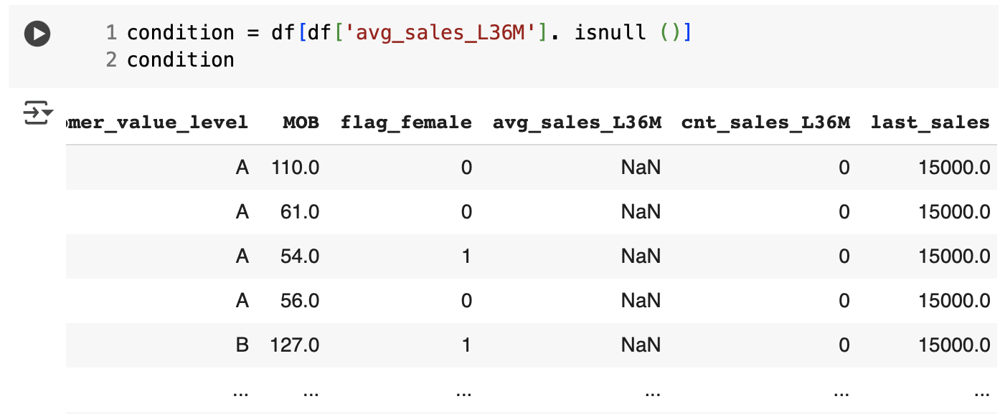 1 condition = df[df['avg_sales_L36M']. isnull ()]
2 condition
omer_value_level MOB flag_female avg_sales_L36M cnt_sales_L36M last_sales
A 110.0 0 NaN 0 15000.0
A 61.0 0 NaN 0 15000.0
A 54.0 1 NaN 0 15000.0
A 56.0 0 NaN 0 15000.0
B 127.0 1 NaN 0 15000.0
... ... ... ... ... ...